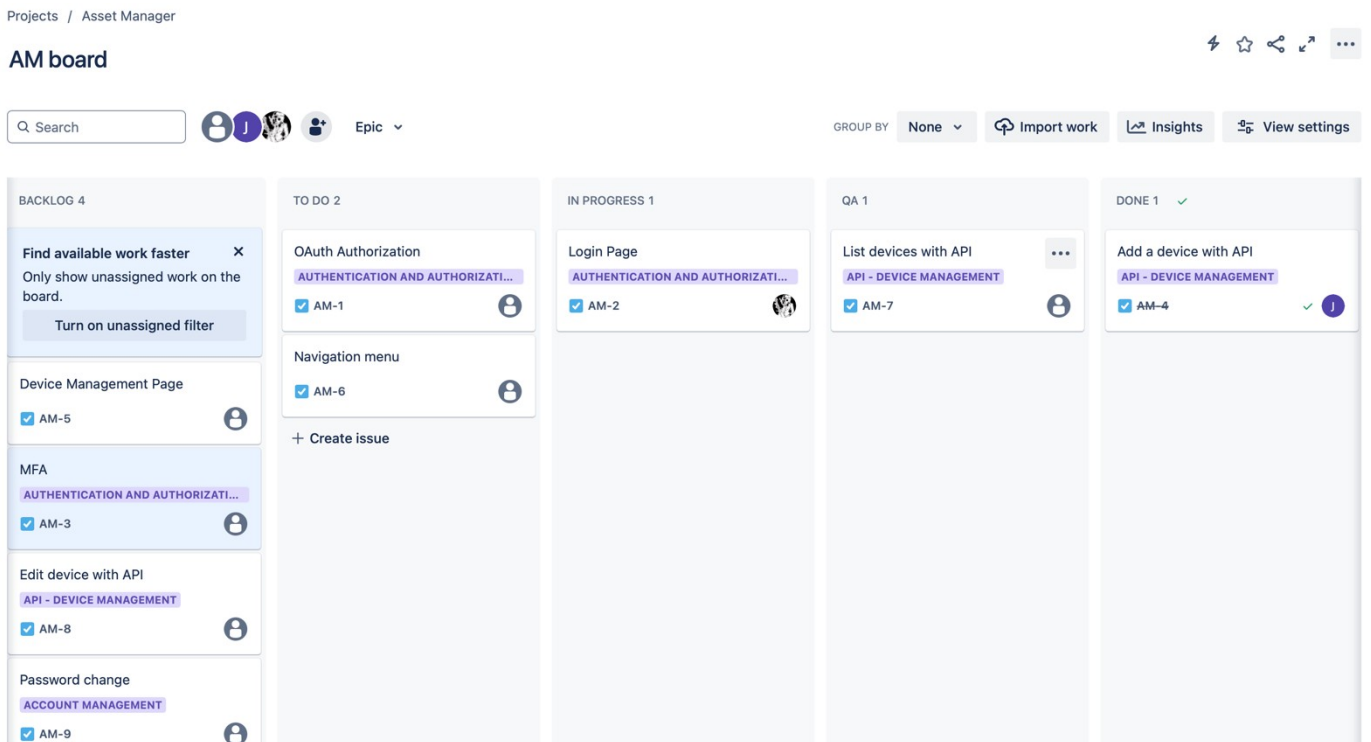 Projects / Asset Manager
AM board
Search
J
Epic
GROUP BY
None
Import work
Insights
View settings
BACKLOG 4
Find available work faster
Only show unassigned work on the
board.
Turn on unassigned filter
Device Management Page
AM-5
MFA
AUTHENTICATION AND AUTHORIZATI...
AM-3
Edit device with API
API - DEVICE MANAGEMENT
AM-8
Password change
ACCOUNT MANAGEMENT
AM-9
TO DO 2
OAuth Authorization
AUTHENTICATION AND AUTHORIZATI...
AM-1
Navigation menu
AM-6
+ Create issue
IN PROGRESS 1
Login Page
AUTHENTICATION AND AUTHORIZATI...
AM-2
QA 1
List devices with API
API - DEVICE MANAGEMENT
AM-7
DONE 1
Add a device with API
API - DEVICE MANAGEMENT
AM-4
J